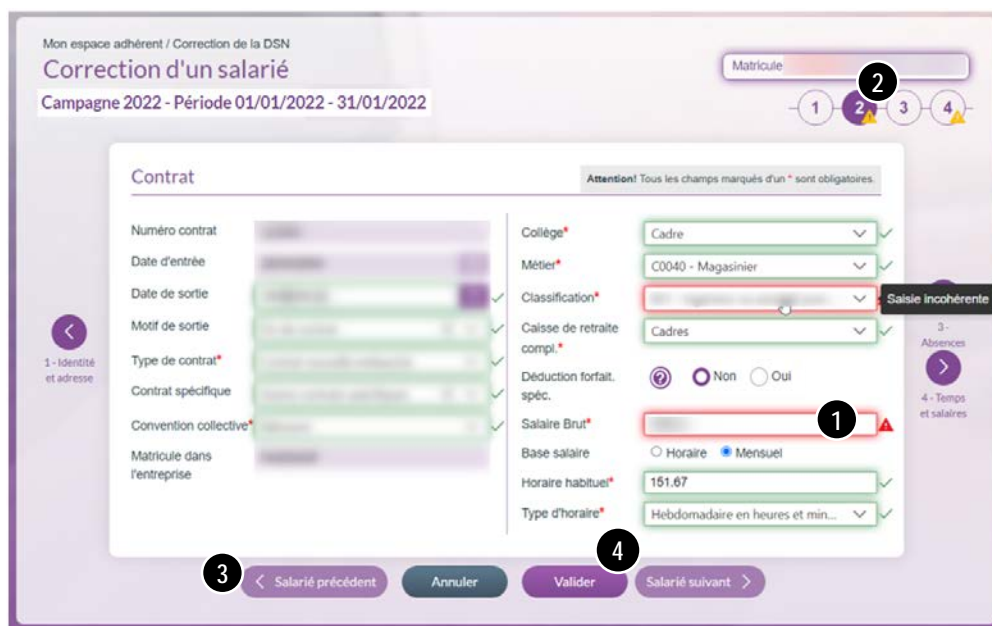 Mon espace adhérent / Correction de la DSN
Correction d'un salarié
Campagne 2022 - Période 01/01/2022 - 31/01/2022
Matricule
2
1
2
3
4
Contrat
Attention! Tous les champs marqués d'un * sont obligatoires.
Numéro contrat
Date d'entrée
Date de sortie
Motif de sortie
Type de contrat*
Contrat spécifique
Convention collective*
Matricule dans
l'entreprise
Collège*
Cadre
Métier*
C0040 - Magasinier
Classification*
Saisie incohérente
Caisse de retraite
compl.*
Cadres
Déduction forfait.
spéc.
?
Non
Oui
Salaire Brut*
1
Base salaire
Horaire
Mensuel
Horaire habituel*
151.67
Type d'horaire*
Hebdomadaire en heures et min...
1 - Identité
et adresse
3 -
Absences
4 - Temps
et salaires
3
Salarié précédent
Annuler
4
Valider
Salarié suivant